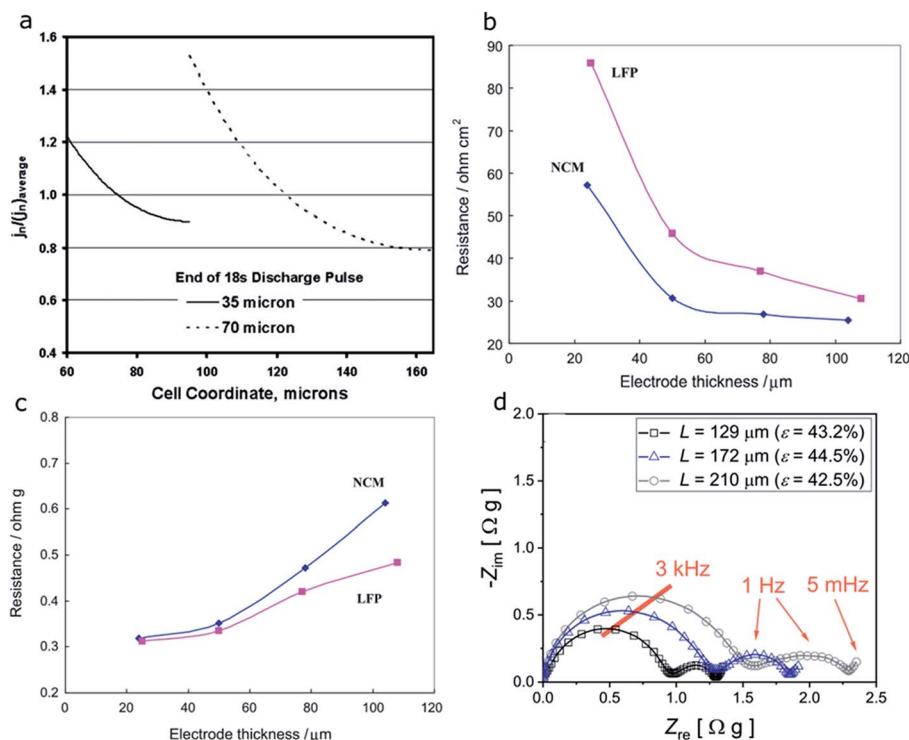 a
1.6
1.4
1.2
1.0
0.8
0.6
0.4
jn/(jn)average
End of 18s Discharge Pulse
35 micron
70 micron
60 80 100 120 140 160
Cell Coordinate, microns
b
90
80
70
60
50
40
30
20
Resistance / ohm cm²
LFP
NCM
0 20 40 60 80 100 120
Electrode thickness /μm
c
0.8
0.7
0.6
0.5
0.4
0.3
0.2
Resistance / ohm g
NCM
LFP
0 20 40 60 80 100 120
Electrode thickness /μm
d
-2.0
-1.5
-1.0
-0.5
0.0
-Zim [ Ω g ]
L = 129 μm (ε = 43.2%)
L = 172 μm (ε = 44.5%)
L = 210 μm (ε = 42.5%)
3 kHz
1 Hz
5 mHz
0.0 0.5 1.0 1.5 2.0 2.5
Zre [ Ω g ]